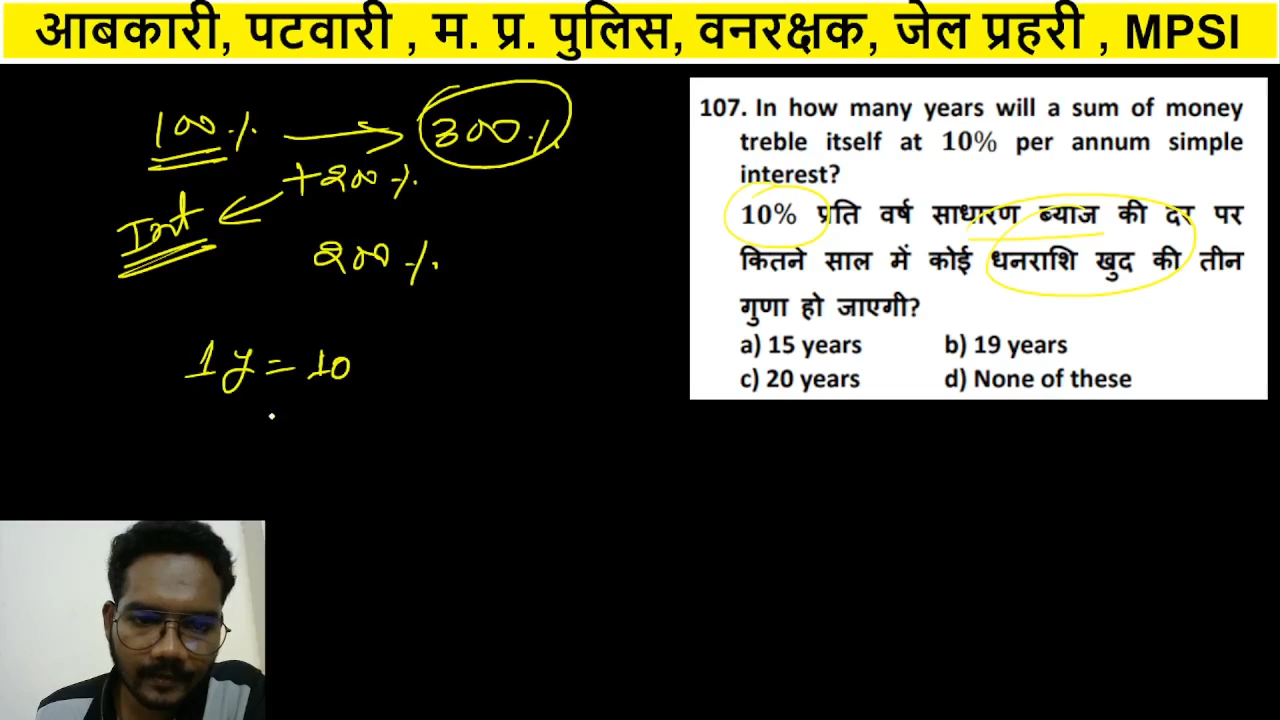 आबकारी, पटवारी , म. प्र. पुलिस, वनरक्षक, जेल प्रहरी , MPSI
100 % → 300 %
+200 %
Int
200 %
1 y = 10
107. In how many years will a sum of money
treble itself at 10% per annum simple
interest?
10% प्रति वर्ष साधारण ब्याज की दर पर
कितने साल में कोई धनराशि खुद की तीन
गुणा हो जाएगी?
a) 15 years b) 19 years
c) 20 years d) None of these